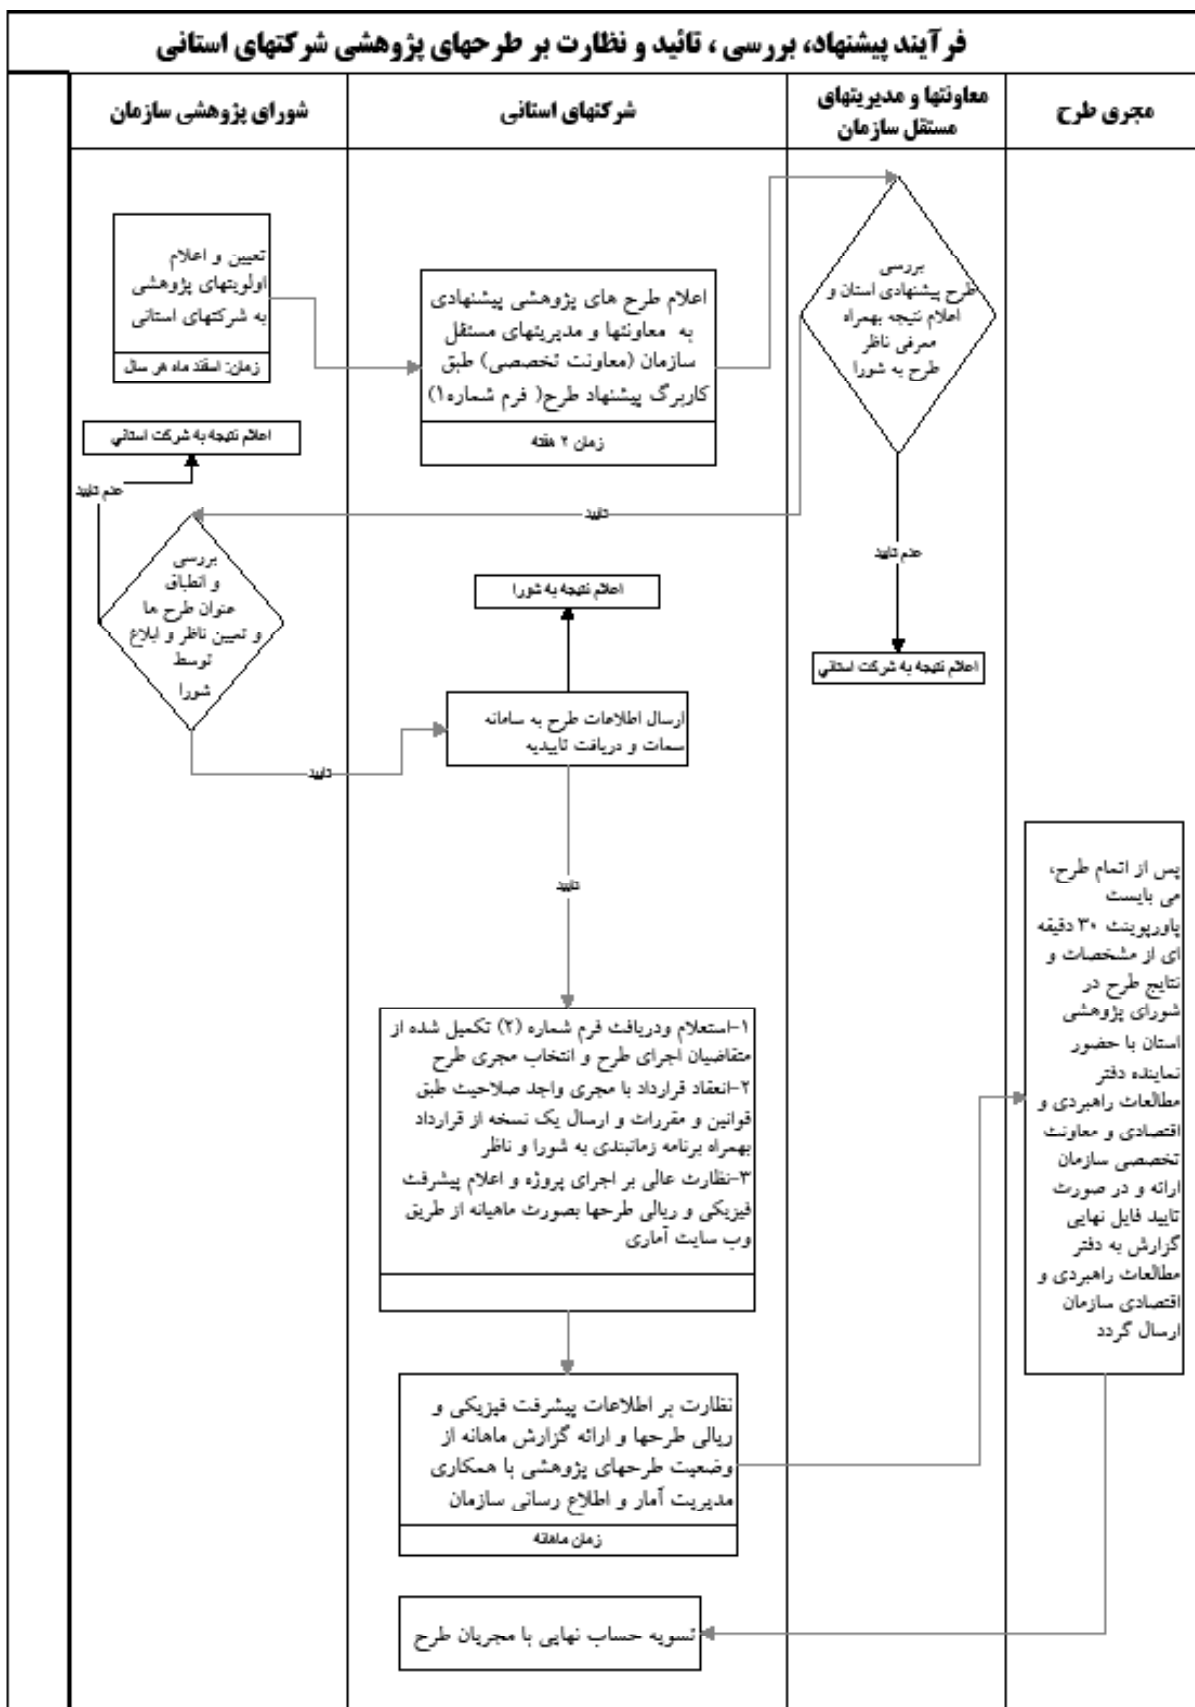 فرآیند پیشنهاد، بررسی ، تائید و نظارت بر طرحهای پژوهشی شرکتهای استانی
مجری طرح
معاونتها و مدیریتهای
مستقل سازمان
شرکتهای استانی
شورای پژوهشی سازمان
تعیین و اعلام
اولویتهای پژوهشی
به شرکتهای استانی
زمان: اسفند ماه هر سال
اعلام طرح های پژوهشی پیشنهادی
به معاونتها و مدیریتهای مستقل
سازمان (معاونت تخصصی) طبق
کاربرگ پیشنهاد طرح( فرم شماره۱)
زمان ۲ هفته
بررسی
طرح پیشنهادی استان و
اعلام نتیجه بهمراه
معرفی ناظر
طرح به شورا
تایید
عدم تایید
اعلام نتیجه به شرکت استانی
اعلام نتیجه به شرکت استانی
عدم تایید
بررسی
و انطباق
عنوان طرح ها
و تعیین ناظر و ابلاغ
توسط
شورا
تایید
اعلام نتیجه به شورا
ارسال اطلاعات طرح به سامانه
سمات و دریافت تاییدیه
تایید
۱-استعلام ودریافت فرم شماره (۲) تکمیل شده از
متقاضیان اجرای طرح و انتخاب مجری طرح
۲-انعقاد قرارداد با مجری واجد صلاحیت طبق
قوانین و مقررات و ارسال یک نسخه از قرارداد
بهمراه برنامه زمانبندی به شورا و ناظر
۳-نظارت عالی بر اجرای پروژه و اعلام پیشرفت
فیزیکی و ریالی طرحها بصورت ماهیانه از طریق
وب سایت آماری
نظارت بر اطلاعات پیشرفت فیزیکی و
ریالی طرحها و ارائه گزارش ماهانه از
وضعیت طرحهای پژوهشی با همکاری
مدیریت آمار و اطلاع رسانی سازمان
زمان ماهانه
پس از اتمام طرح،
می بایست
پاورپوینت ۳۰ دقیقه
ای از مشخصات و
نتایج طرح در
شورای پژوهشی
استان با حضور
نماینده دفتر
مطالعات راهبردی و
اقتصادی و معاونت
تخصصی سازمان
ارائه و در صورت
تایید فایل نهایی
گزارش به دفتر
مطالعات راهبردی و
اقتصادی سازمان
ارسال گردد
تسویه حساب نهایی با مجریان طرح